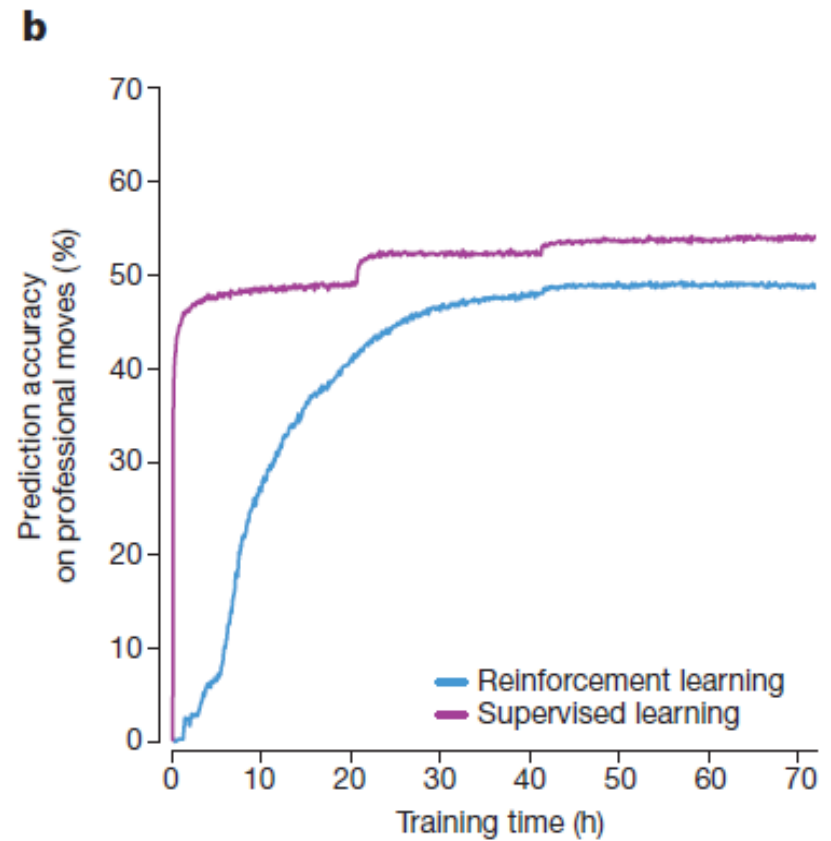 b
70
60
50
40
30
20
10
0
Prediction accuracy
on professional moves (%)
Reinforcement learning
Supervised learning
0 10 20 30 40 50 60 70
Training time (h)